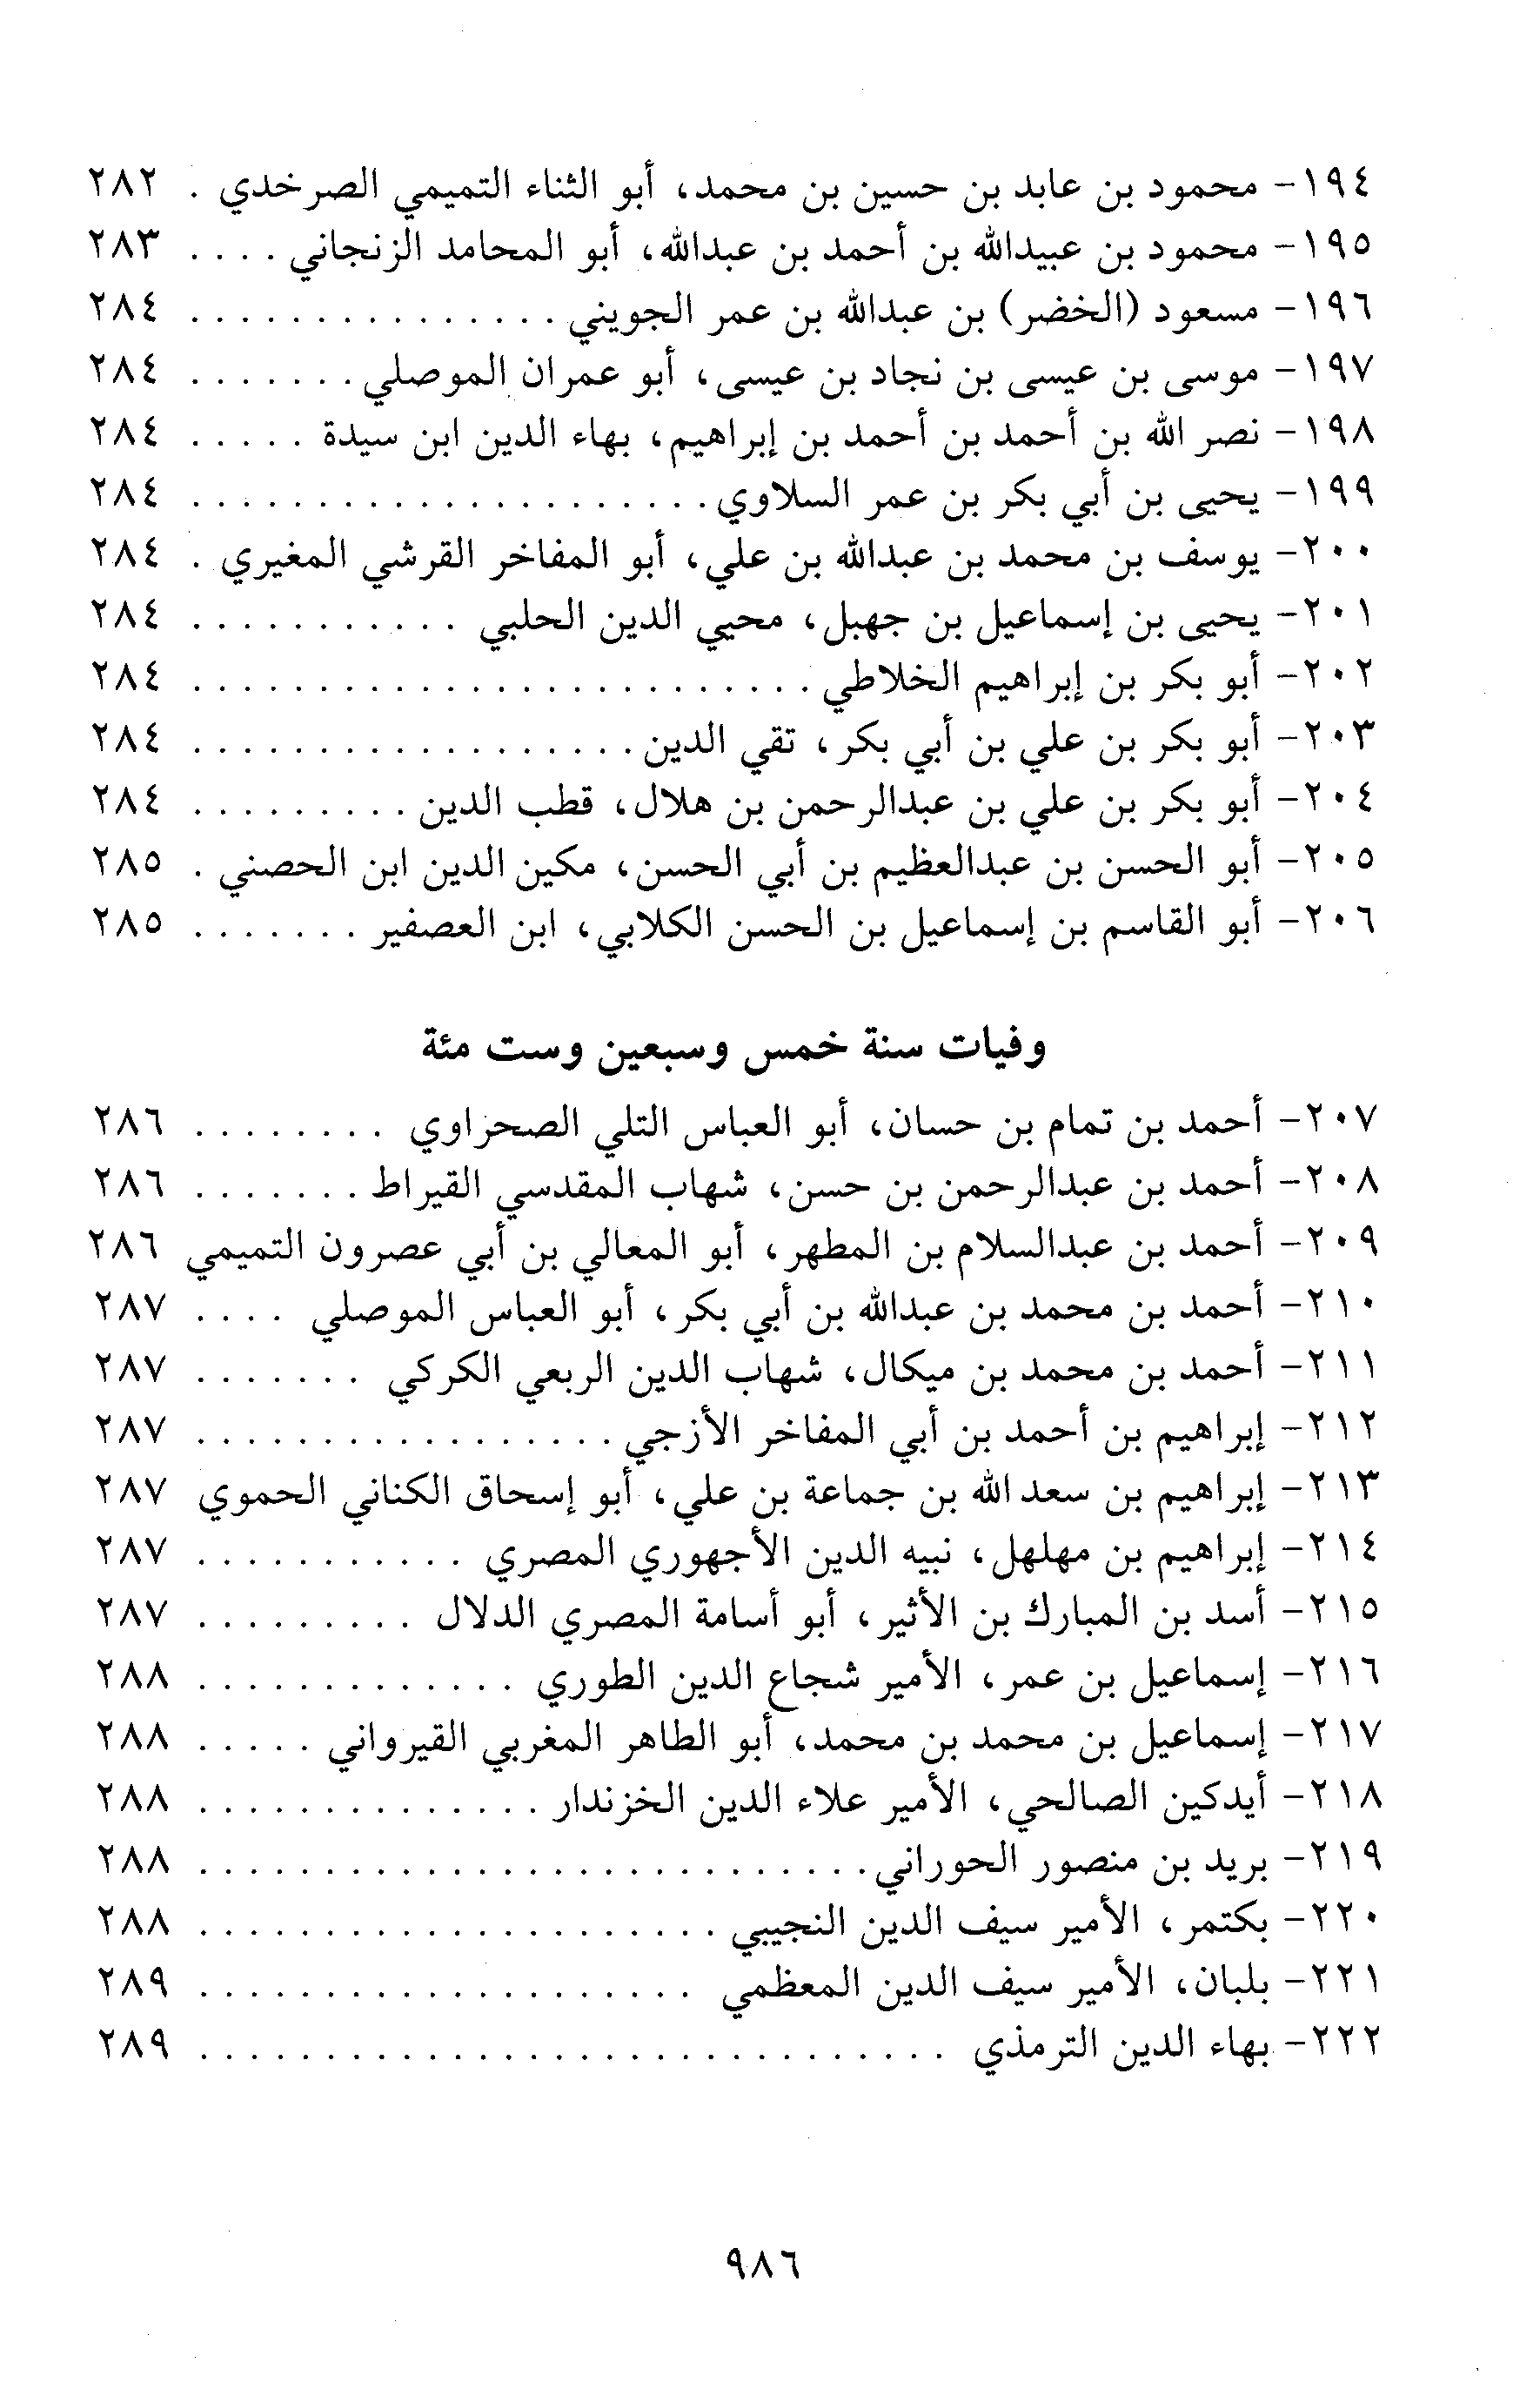 ١٩٤- محمود بن عابد بن حسين بن محمد، أبو الثناء التميمي الصرخدي . ٢٨٢
١٩٥- محمود بن عبيدالله بن أحمد بن عبدالله، أبو المحامد الزنجاني . . . . ٢٨٣
١٩٦- مسعود (الخضر) بن عبدالله بن عمر الجويني . . . . . . . . . . . . . . . ٢٨٤
١٩٧- موسى بن عيسى بن نجاد بن عيسى، أبو عمران الموصلي . . . . . . . ٢٨٤
١٩٨- نصر الله بن أحمد بن أحمد بن إبراهيم، بهاء الدين ابن سيدة . . . . . ٢٨٤
١٩٩- يحيى بن أبي بكر بن عمر السلاوي . . . . . . . . . . . . . . . . . . . . . ٢٨٤
٢٠٠- يوسف بن محمد بن عبدالله بن علي، أبو المفاخر القرشي المغيري . ٢٨٤
٢٠١- يحيى بن إسماعيل بن جهبل، محيي الدين الحلبي . . . . . . . . . . . ٢٨٤
٢٠٢- أبو بكر بن إبراهيم الخلاطي . . . . . . . . . . . . . . . . . . . . . . . . . ٢٨٤
٢٠٣- أبو بكر بن علي بن أبي بكر، تقي الدين . . . . . . . . . . . . . . . . . . ٢٨٤
٢٠٤- أبو بكر بن علي بن عبدالرحمن بن هلال، قطب الدين . . . . . . . . . ٢٨٤
٢٠٥- أبو الحسن بن عبدالعظيم بن أبي الحسن، مكين الدين ابن الحصني . ٢٨٥
٢٠٦- أبو القاسم بن إسماعيل بن الحسن الكلابي، ابن العصفير . . . . . . . ٢٨٥
وفيات سنة خمس وسبعين وست مئة
٢٠٧- أحمد بن تمام بن حسان، أبو العباس التلي الصحراوي . . . . . . . . ٢٨٦
٢٠٨- أحمد بن عبدالرحمن بن حسن، شهاب المقدسي القيراط . . . . . . . ٢٨٦
٢٠٩- أحمد بن عبدالسلام بن المطهر، أبو المعالي بن أبي عصرون التميمي ٢٨٦
٢١٠- أحمد بن محمد بن عبدالله بن أبي بكر، أبو العباس الموصلي . . . . ٢٨٧
٢١١- أحمد بن محمد بن ميكال، شهاب الدين الربعي الكركي . . . . . . . ٢٨٧
٢١٢- إبراهيم بن أحمد بن أبي المفاخر الأزجي . . . . . . . . . . . . . . . . . ٢٨٧
٢١٣- إبراهيم بن سعد الله بن جماعة بن علي، أبو إسحاق الكناني الحموي ٢٨٧
٢١٤- إبراهيم بن مهلهل، نبيه الدين الأجهوري المصري . . . . . . . . . . . ٢٨٧
٢١٥- أسد بن المبارك بن الأثير، أبو أسامة المصري الدلال . . . . . . . . . ٢٨٧
٢١٦- إسماعيل بن عمر، الأمير شجاع الدين الطوري . . . . . . . . . . . . . ٢٨٨
٢١٧- إسماعيل بن محمد بن محمد، أبو الطاهر المغربي القيرواني . . . . . ٢٨٨
٢١٨- أيدكين الصالحي، الأمير علاء الدين الخزندار . . . . . . . . . . . . . . ٢٨٨
٢١٩- بريد بن منصور الحوراني . . . . . . . . . . . . . . . . . . . . . . . . . . . ٢٨٨
٢٢٠- بكتمر، الأمير سيف الدين النجيبي . . . . . . . . . . . . . . . . . . . . . ٢٨٨
٢٢١- بلبان، الأمير سيف الدين المعظمي . . . . . . . . . . . . . . . . . . . . ٢٨٩
٢٢٢- بهاء الدين الترمذي . . . . . . . . . . . . . . . . . . . . . . . . . . . . . . ٢٨٩
٩٨٦